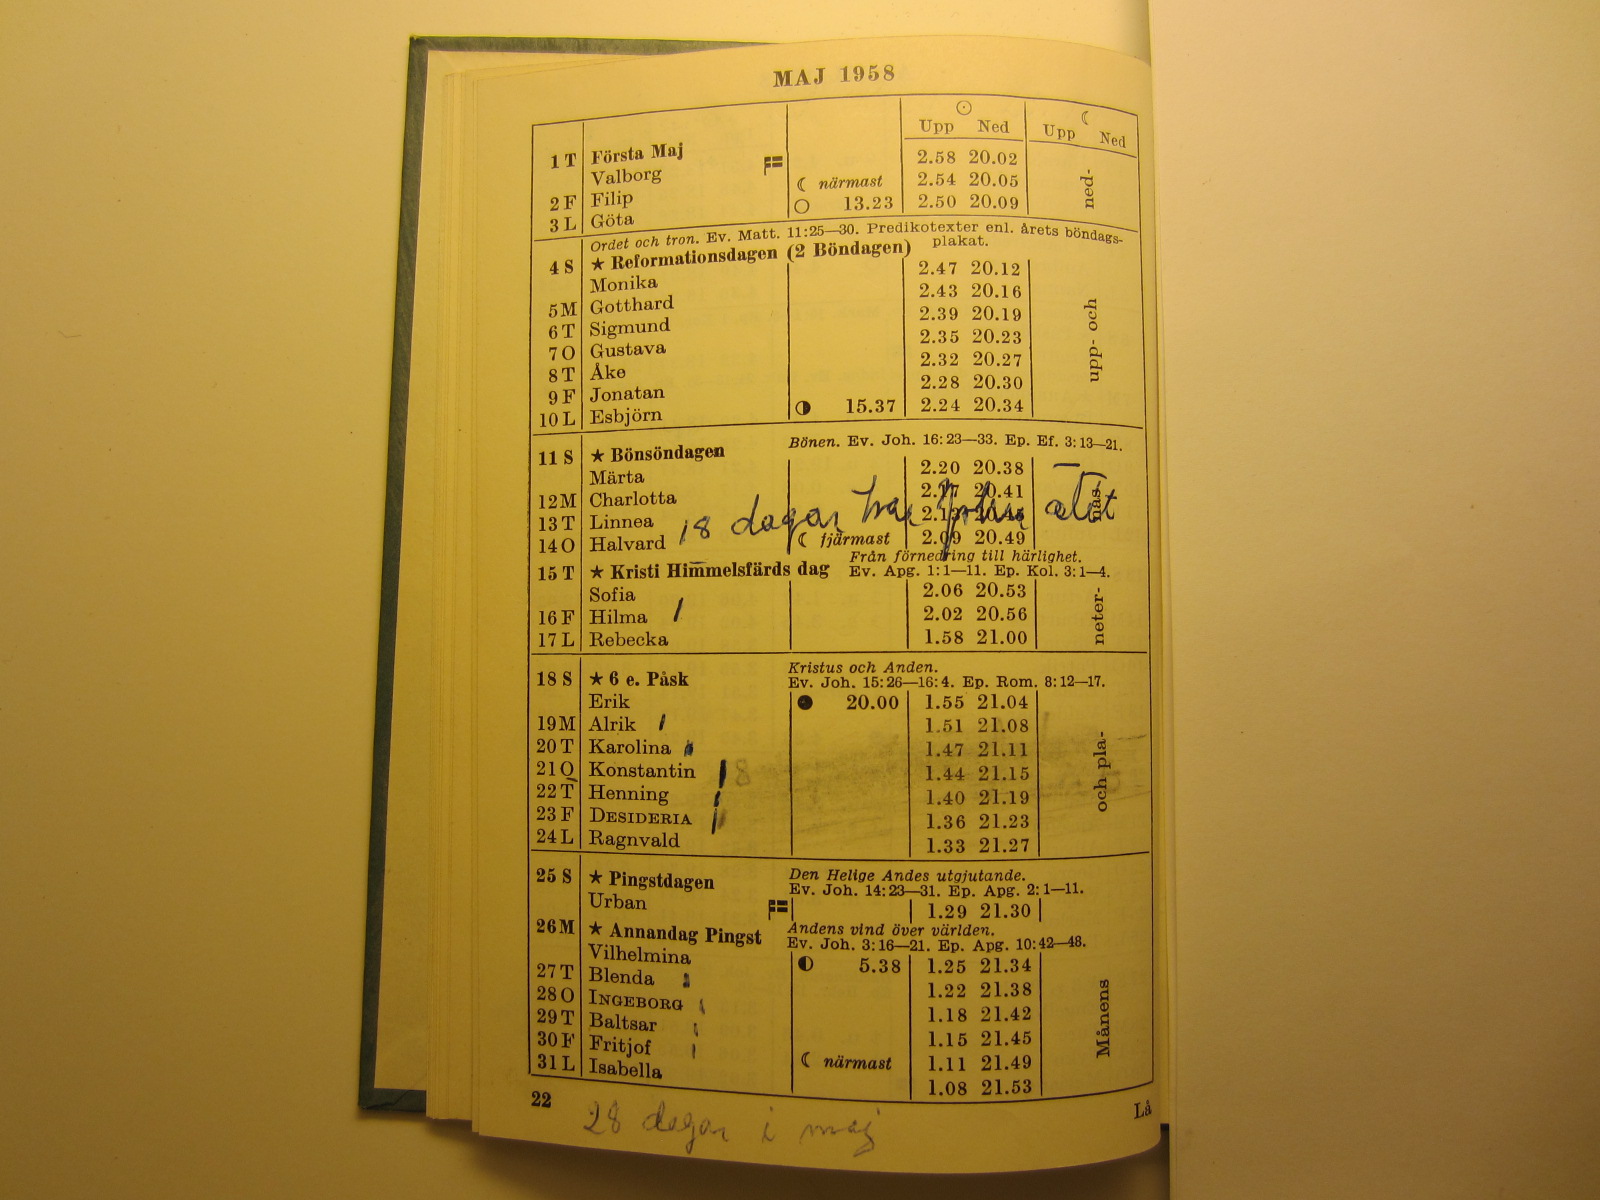 MAJ 1958
☉ ☾
Upp Ned Upp Ned
1 T Första Maj 2.58 20.02
Valborg ☾ närmast 2.54 20.05
2 F Filip ○ 13.23 2.50 20.09
3 L Göta
ned-
Ordet och tron. Ev. Matt. 11:25—30. Predikotexter enl. årets böndags-
plakat.
4 S ★ Reformationsdagen (2 Böndagen) 2.47 20.12
Monika 2.43 20.16
5 M Gotthard 2.39 20.19
6 T Sigmund 2.35 20.23
7 O Gustava 2.32 20.27
8 T Åke 2.28 20.30
9 F Jonatan
10 L Esbjörn ◑ 15.37 2.24 20.34
upp- och
11 S ★ Bönsöndagen Bönen. Ev. Joh. 16:23—33. Ep. Ef. 3:13—21.
Märta 2.20 20.38
12 M Charlotta 2.17 20.41
13 T Linnea 20.45
18 dagar har John ätit
14 O Halvard ☾ fjärmast 2.09 20.49
Från förnedring till härlighet.
15 T ★ Kristi Himmelsfärds dag Ev. Apg. 1:1—11. Ep. Kol. 3:1—4.
Sofia 2.06 20.53
16 F Hilma 2.02 20.56
17 L Rebecka 1.58 21.00
neter-
Kristus och Anden.
18 S ★ 6 e. Påsk Ev. Joh. 15:26—16:4. Ep. Rom. 8:12—17.
Erik ● 20.00 1.55 21.04
19 M Alrik 1.51 21.08
20 T Karolina 1.47 21.11
21 O Konstantin 1.44 21.15
22 T Henning 1.40 21.19
23 F DESIDERIA 1.36 21.23
24 L Ragnvald 1.33 21.27
och pla-
25 S ★ Pingstdagen Den Helige Andes utgjutande.
Ev. Joh. 14:23—31. Ep. Apg. 2:1—11.
Urban 1.29 21.30
26 M ★ Annandag Pingst Andens vind över världen.
Ev. Joh. 3:16—21. Ep. Apg. 10:42—48.
Vilhelmina ◐ 5.38 1.25 21.34
27 T Blenda 1.22 21.38
28 O INGEBORG 1.18 21.42
29 T Baltsar 1.15 21.45
30 F Fritjof ☾ närmast 1.11 21.49
31 L Isabella 1.08 21.53
Månens
22
Lå
28 dagar i maj